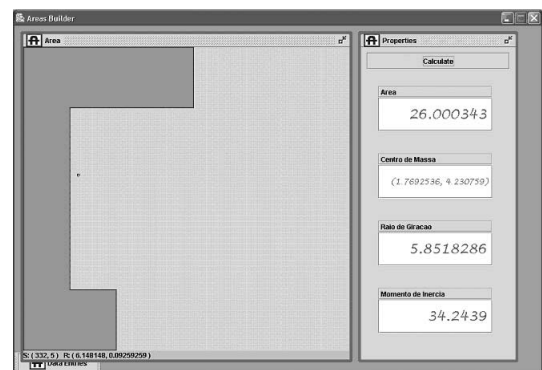 Areas Builder
Area
Properties
Calculate
Area
26.000343
Centro de Massa
(1.7692536, 4.230759)
Raio de Giracao
5.8518286
Momento de Inercia
34.2439
S: ( 332, 5 ) R: ( 6.148148, 0.09259259 )
Data Entries